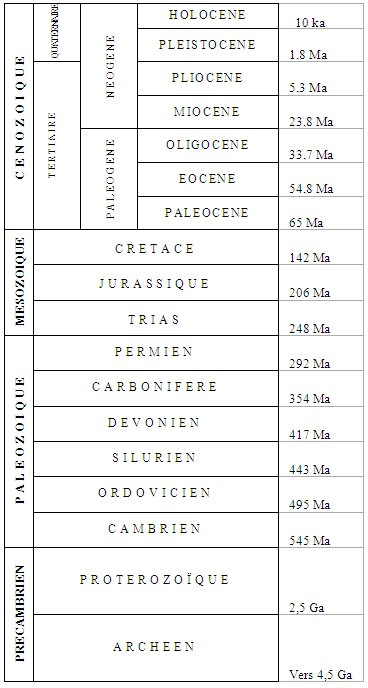 CENOZOIQUE
QUATERNAIRE
TERTIAIRE
NEOGENE
PALEOGENE
HOLOCENE 10 ka
PLEISTOCENE 1.8 Ma
PLIOCENE 5.3 Ma
MIOCENE 23.8 Ma
OLIGOCENE 33.7 Ma
EOCENE 54.8 Ma
PALEOCENE 65 Ma
MESOZOIQUE
CRETACE 142 Ma
JURASSIQUE 206 Ma
TRIAS 248 Ma
PALEOZOIQUE
PERMIEN 292 Ma
CARBONIFERE 354 Ma
DEVONIEN 417 Ma
SILURIEN 443 Ma
ORDOVICIEN 495 Ma
CAMBRIEN 545 Ma
PRECAMBRIEN
PROTEROZOÏQUE 2,5 Ga
ARCHEEN Vers 4,5 Ga